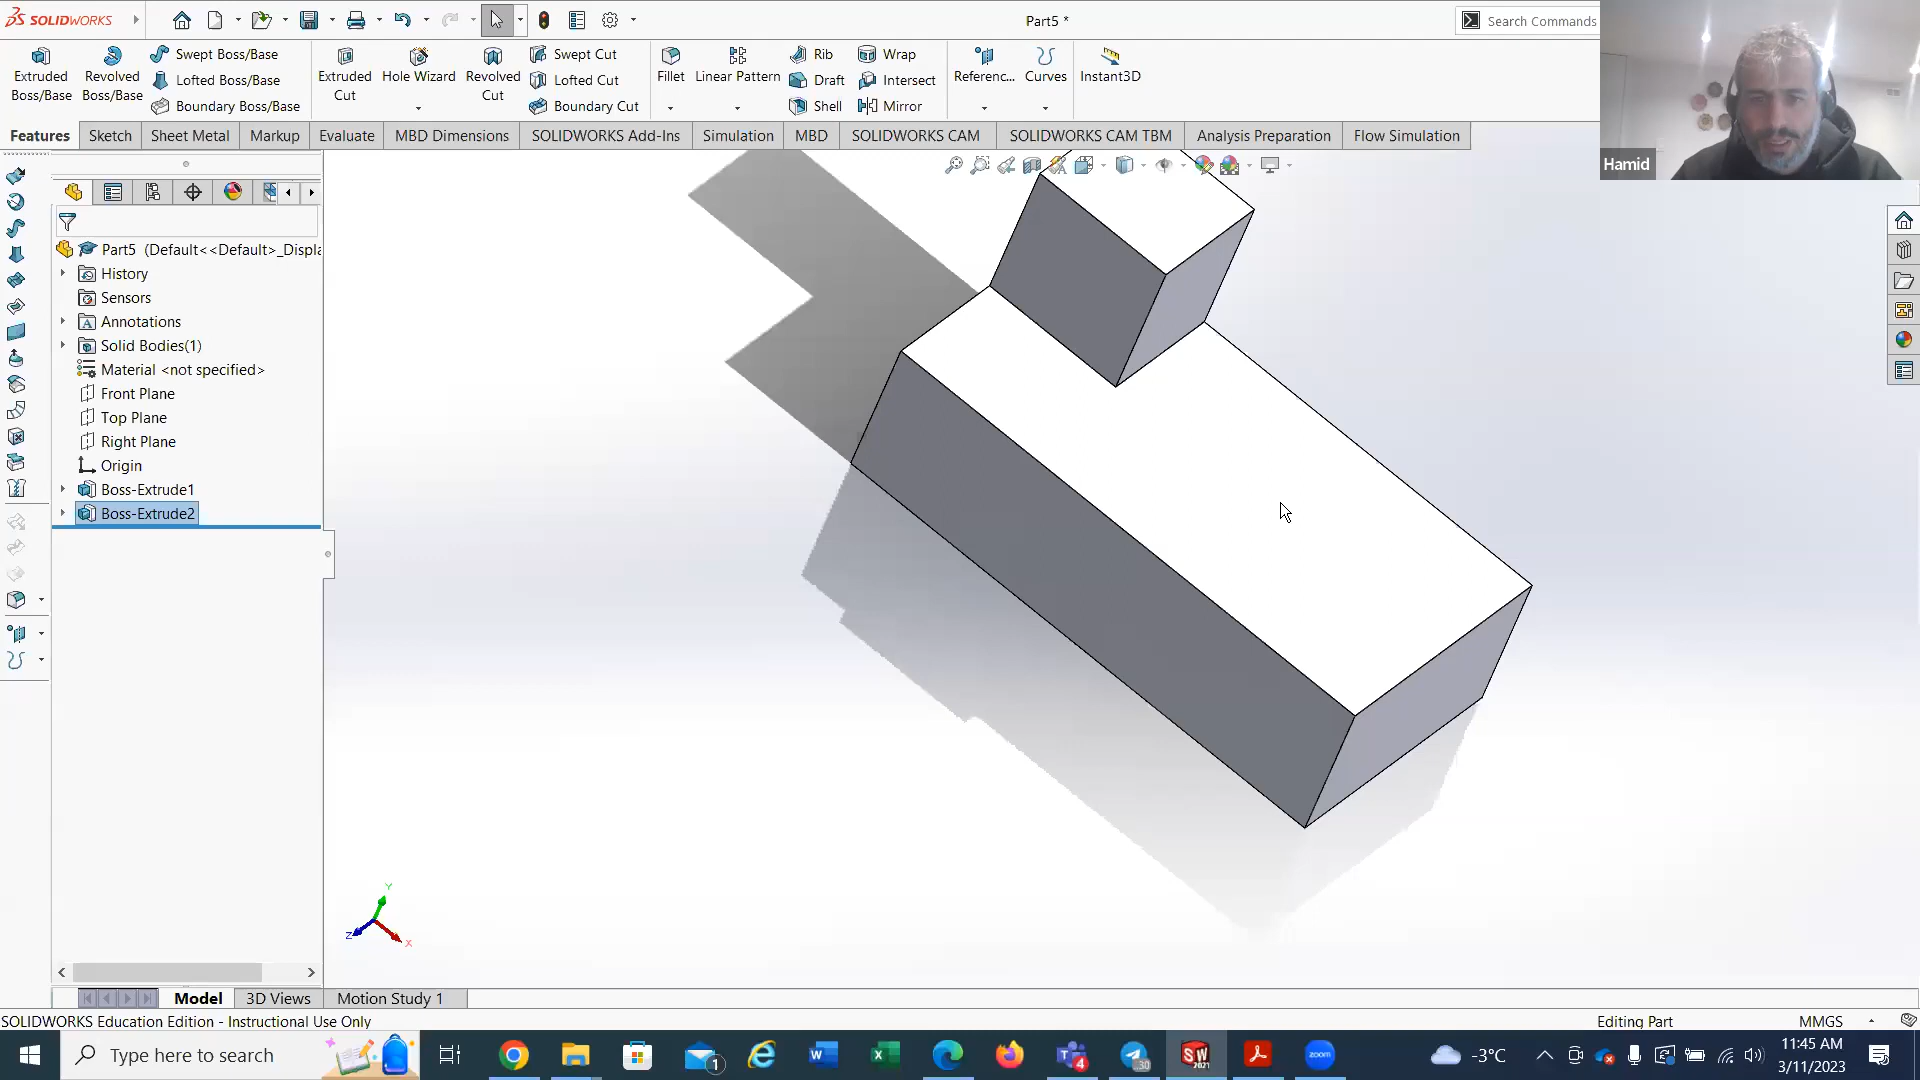 SOLIDWORKS
Part5 *
Search Commands
Extruded Boss/Base
Revolved Boss/Base
Swept Boss/Base
Lofted Boss/Base
Boundary Boss/Base
Extruded Cut
Hole Wizard
Revolved Cut
Swept Cut
Lofted Cut
Boundary Cut
Fillet
Linear Pattern
Rib
Draft
Shell
Wrap
Intersect
Mirror
Referenc...
Curves
Instant3D
Features
Sketch
Sheet Metal
Markup
Evaluate
MBD Dimensions
SOLIDWORKS Add-Ins
Simulation
MBD
SOLIDWORKS CAM
SOLIDWORKS CAM TBM
Analysis Preparation
Flow Simulation
Hamid
Part5 (Default<<Default>_Displa
History
Sensors
Annotations
Solid Bodies(1)
Material <not specified>
Front Plane
Top Plane
Right Plane
Origin
Boss-Extrude1
Boss-Extrude2
Y
Z
X
Model
3D Views
Motion Study 1
SOLIDWORKS Education Edition - Instructional Use Only
Editing Part
MMGS
Type here to search
1
4
30
SW
2021
zoom
-3°C
11:45 AM
3/11/2023